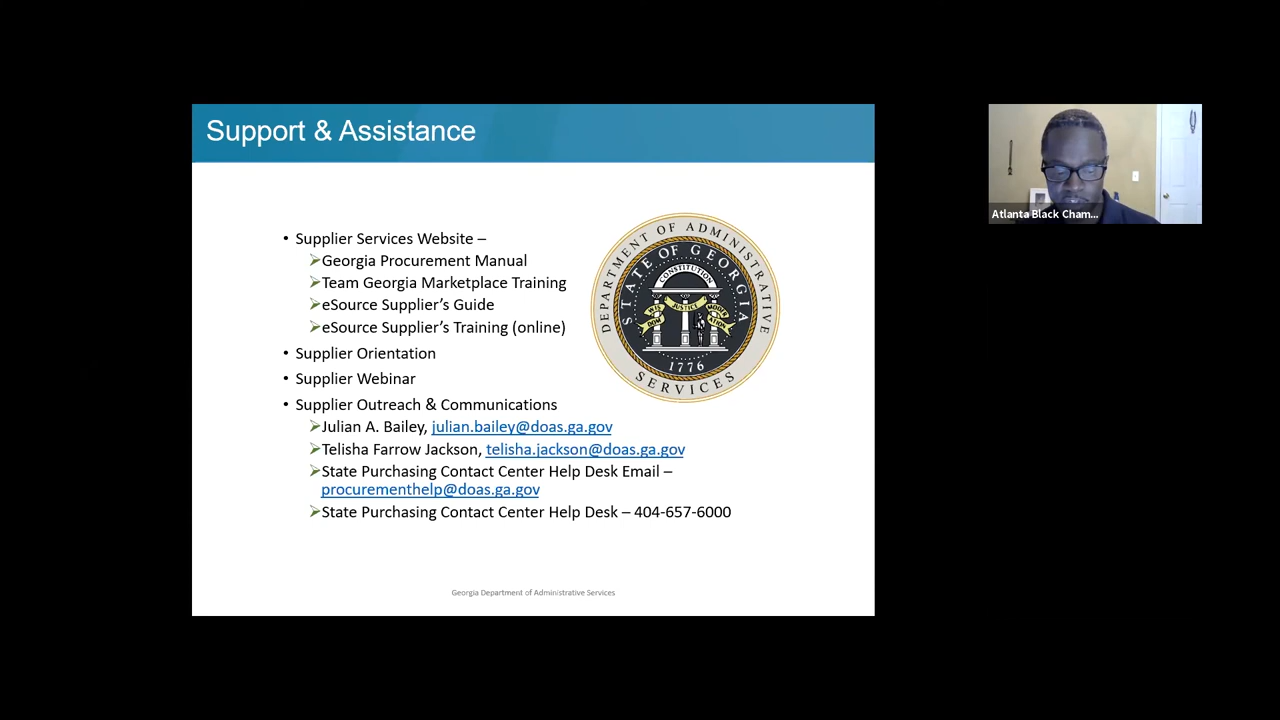 Support & Assistance
• Supplier Services Website –
➢Georgia Procurement Manual
➢Team Georgia Marketplace Training
➢eSource Supplier’s Guide
➢eSource Supplier’s Training (online)
• Supplier Orientation
• Supplier Webinar
• Supplier Outreach & Communications
➢Julian A. Bailey, julian.bailey@doas.ga.gov
➢Telisha Farrow Jackson, telisha.jackson@doas.ga.gov
➢State Purchasing Contact Center Help Desk Email –
procurementhelp@doas.ga.gov
➢State Purchasing Contact Center Help Desk – 404-657-6000
DEPARTMENT OF ADMINISTRATIVE
STATE OF GEORGIA
CONSTITUTION
JUSTICE
1776
SERVICES
Georgia Department of Administrative Services
Atlanta Black Cham...